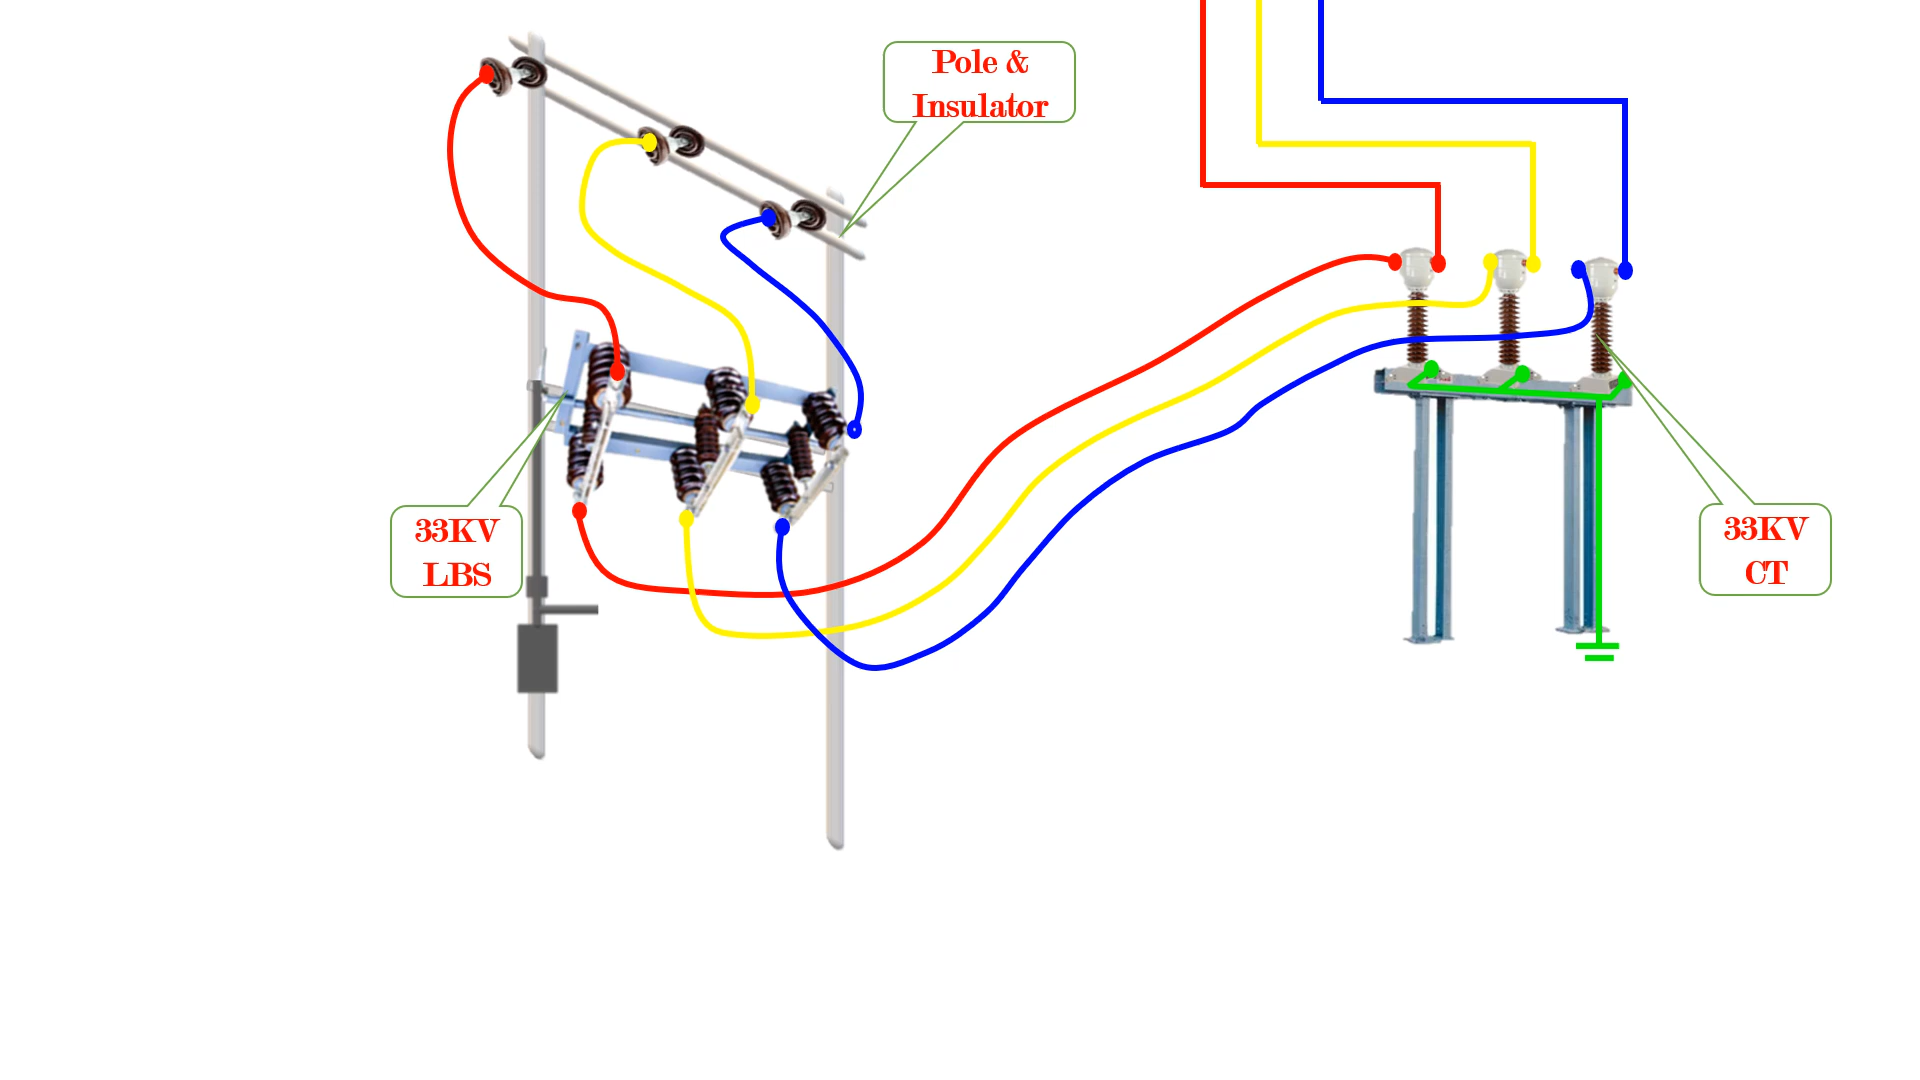 Pole &
Insulator
33KV
LBS
33KV
CT